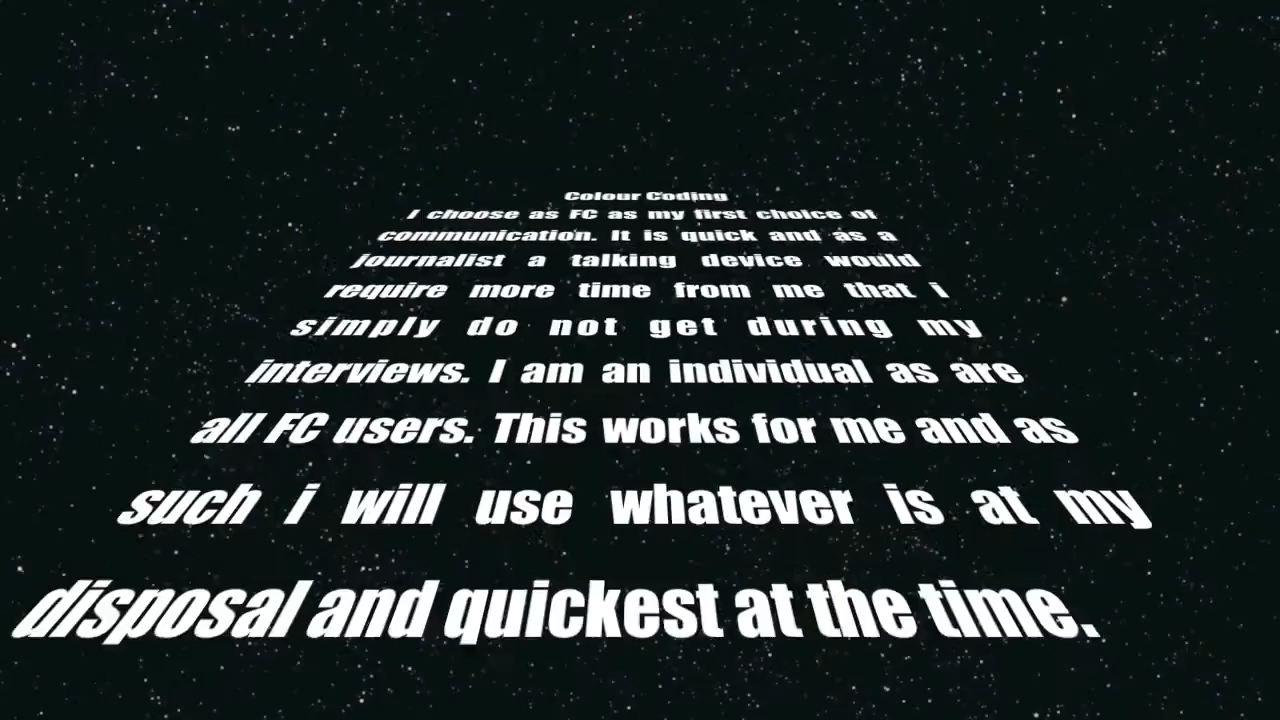 Colour Coding
I choose as FC as my first choice of
communication. It is quick and as a
journalist a talking device would
require more time from me that i
simply do not get during my
interviews. I am an individual as are
all FC users. This works for me and as
such i will use whatever is at my
disposal and quickest at the time.